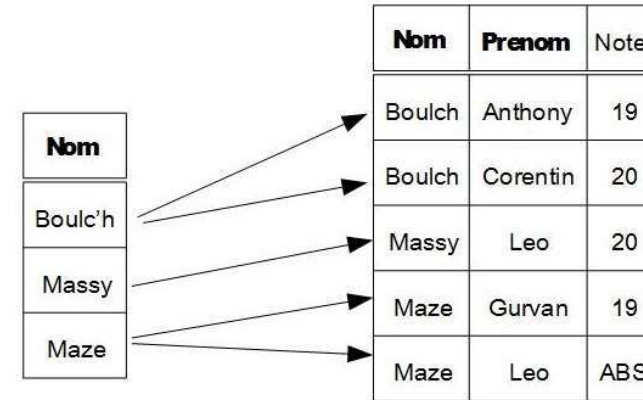 Nom
Boulc'h
Massy
Maze
Nom Prenom Note
Boulch Anthony 19
Boulch Corentin 20
Massy Leo 20
Maze Gurvan 19
Maze Leo ABS